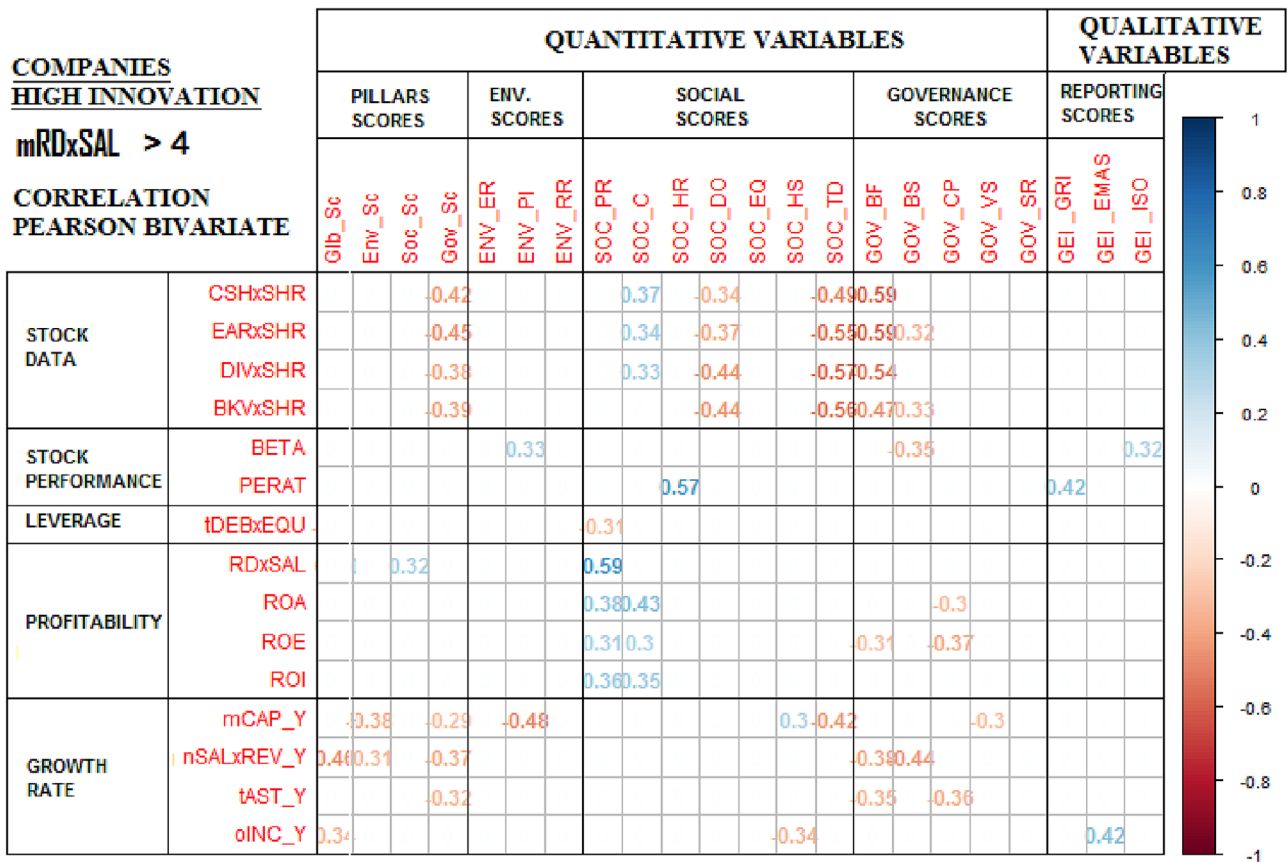 QUANTITATIVE VARIABLES
QUALITATIVE
VARIABLES
COMPANIES
HIGH INNOVATION
mRDxSAL > 4
CORRELATION
PEARSON BIVARIATE
PILLARS
SCORES
ENV.
SCORES
SOCIAL
SCORES
GOVERNANCE
SCORES
REPORTING
SCORES
Glb_Sc Env_Sc Soc_Sc Gov_Sc ENV_ER ENV_PI ENV_RR SOC_PR SOC_C SOC_HR SOC_DO SOC_EQ SOC_HS SOC_TD GOV_BF GOV_BS GOV_CP GOV_VS GOV_SR GEI_GRI GEI_EMAS GEI_ISO
STOCK
DATA
CSHxSHR -0.42 0.37 -0.34 -0.49 0.59
EARxSHR -0.45 0.34 -0.37 -0.55 0.59 0.32
DIVxSHR -0.38 0.33 -0.44 -0.57 0.54
BKVxSHR -0.39 -0.44 -0.56 0.47 0.33
STOCK
PERFORMANCE
BETA 0.33 -0.35 0.32
PERAT 0.57 0.42
LEVERAGE
tDEBxEQU -0.31
PROFITABILITY
RDxSAL 0.32 0.59
ROA 0.38 0.43 -0.3
ROE 0.31 0.3 -0.31 -0.37
ROI 0.36 0.35
GROWTH
RATE
mCAP_Y -0.38 -0.29 -0.48 0.3 -0.42 -0.3
nSALxREV_Y 0.46 0.31 -0.37 -0.38 0.44
tAST_Y -0.32 -0.35 -0.36
oINC_Y 0.34 -0.34 0.42
1
0.8
0.6
0.4
0.2
0
-0.2
-0.4
-0.6
-0.8
-1